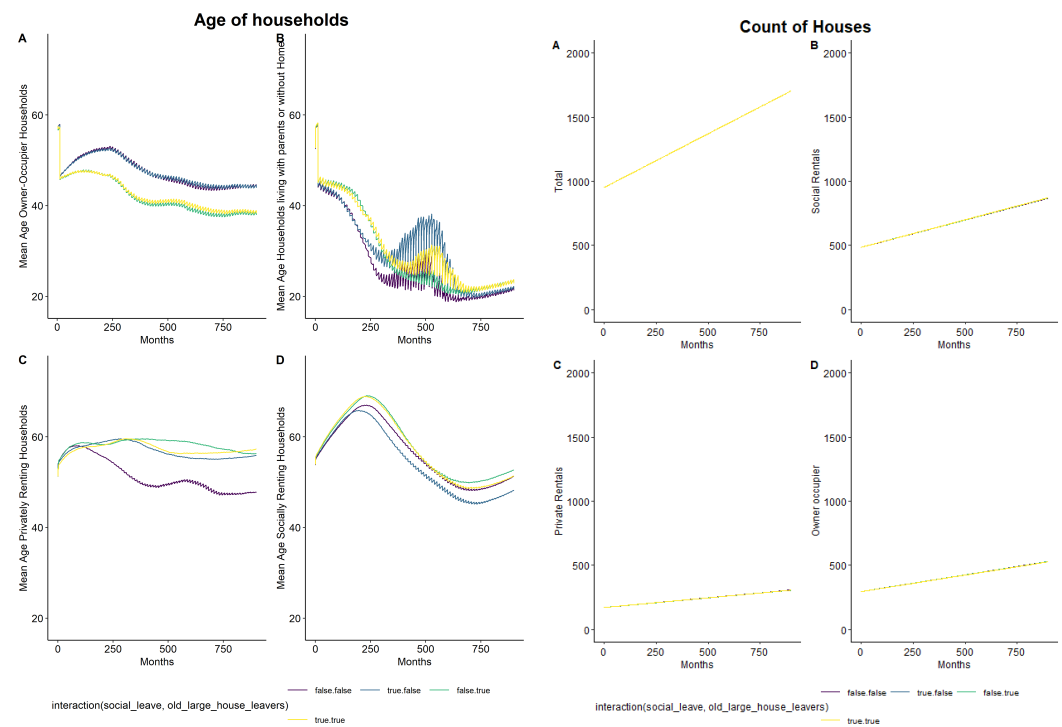 Age of households
A
Mean Age Owner-Occupier Households
60
40
20
0
250
500
750
Months
B
Mean Age Households living with parents or without Home
60
40
20
0
250
500
750
Months
C
Mean Age Privately Renting Households
60
40
20
0
250
500
750
Months
D
Mean Age Socially Renting Households
60
40
20
0
250
500
750
Months
interaction(social_leave, old_large_house_leavers)
false.false
true.false
false.true
true.true
Count of Houses
A
Total
2000
1500
1000
500
0
0
250
500
750
Months
B
Social Rentals
2000
1500
1000
500
0
0
250
500
750
Months
C
Private Rentals
2000
1500
1000
500
0
0
250
500
750
Months
D
Owner occupier
2000
1500
1000
500
0
0
250
500
750
Months
interaction(social_leave, old_large_house_leavers)
false.false
true.false
false.true
true.true